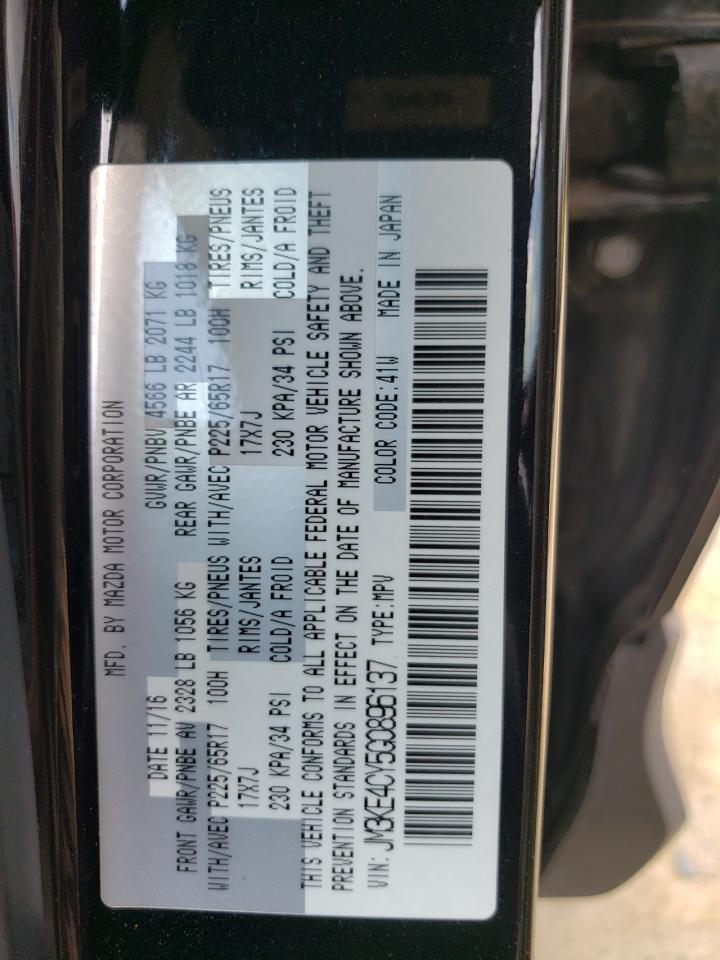 MFD. BY MAZDA MOTOR CORPORATION
DATE 11/16 GVWR/PNBV 4566 LB 2071 KG
FRONT GAWR/PNBE AV 2328 LB 1056 KG REAR GAWR/PNBE AR 2244 LB 1018 KG
WITH/AVEC P225/65R17 100H TIRES/PNEUS WITH/AVEC P225/65R17 100H TIRES/PNEUS
17X7J RIMS/JANTES 17X7J RIMS/JANTES
230 KPA/34 PSI COLD/A FROID 230 KPA/34 PSI COLD/A FROID
THIS VEHICLE CONFORMS TO ALL APPLICABLE FEDERAL MOTOR VEHICLE SAFETY AND THEFT
PREVENTION STANDARDS IN EFFECT ON THE DATE OF MANUFACTURE SHOWN ABOVE.
VIN: JM3KE4CY5G0896137 TYPE:MPV COLOR CODE:41W MADE IN JAPAN